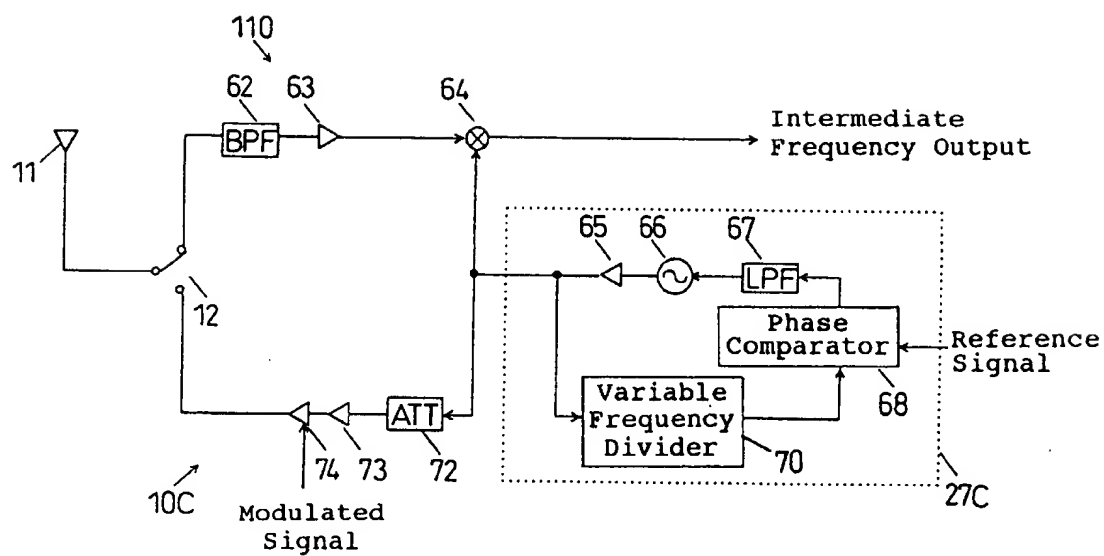 110
62
63
64
BPF
Intermediate
Frequency Output
11
65
66
67
LPF
12
Phase
Comparator
Reference
Signal
68
Variable
Frequency
Divider
ATT
74
73
72
70
10C
27C
Modulated
Signal